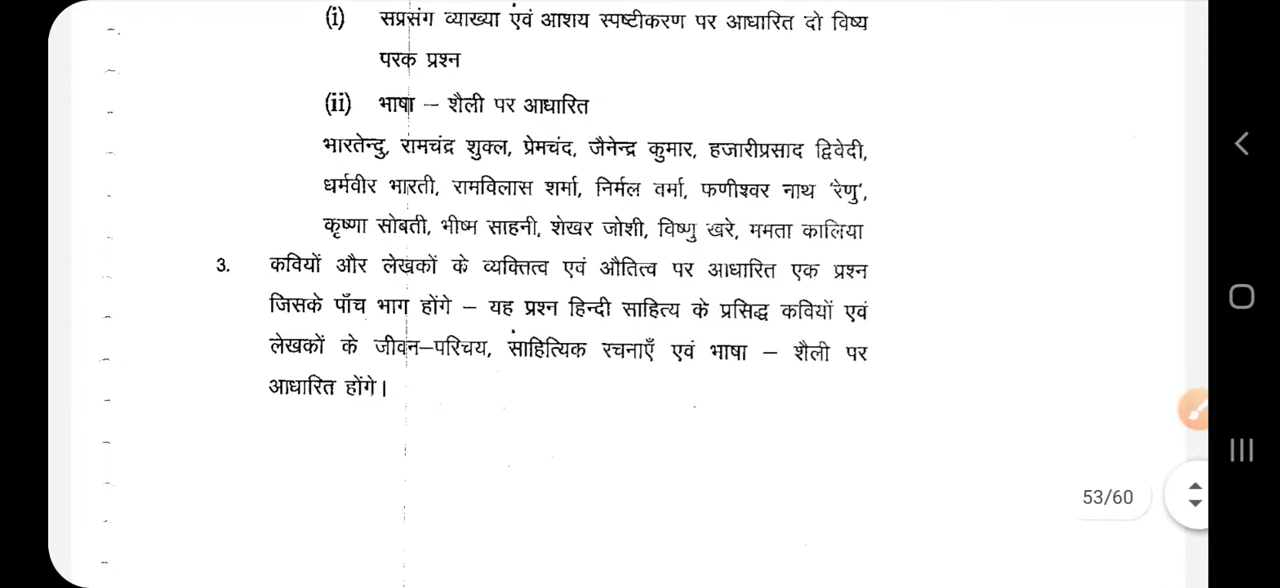 (i) सप्रसंग व्याख्या एंवं आशय स्पष्टीकरण पर आधारित दो विष्य
परक प्रश्न
(ii) भाषा – शैली पर आधारित
भारतेन्दु, रामचंद्र शुक्ल, प्रेमचंद, जैनेन्द्र कुमार, हजारीप्रसाद द्विवेदी,
धर्मवीर भारती, रामविलास शर्मा, निर्मल वर्मा, फणीश्वर नाथ 'रेणु',
कृष्णा सोबती, भीष्म साहनी, शेखर जोशी, विष्णु खरे, ममता कालिया
3. कवियों और लेखकों के व्यक्तित्व एवं औतित्व पर आधारित एक प्रश्न
जिसके पाँच भाग होंगे – यह प्रश्न हिन्दी साहित्य के प्रसिद्ध कवियों एवं
लेखकों के जीवन–परिचय, साहित्यिक रचनाएँ एवं भाषा – शैली पर
आधारित होंगे।
53/60